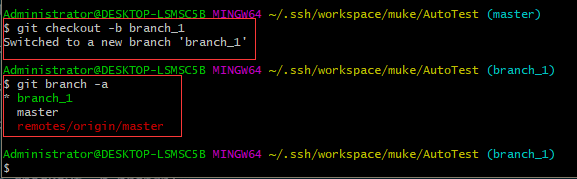 Administrator@DESKTOP-LSMSC5B MINGW64 ~/.ssh/workspace/muke/AutoTest (master)
$ git checkout -b branch_1
Switched to a new branch 'branch_1'
Administrator@DESKTOP-LSMSC5B MINGW64 ~/.ssh/workspace/muke/AutoTest (branch_1)
$ git branch -a
* branch_1
master
remotes/origin/master
Administrator@DESKTOP-LSMSC5B MINGW64 ~/.ssh/workspace/muke/AutoTest (branch_1)
$